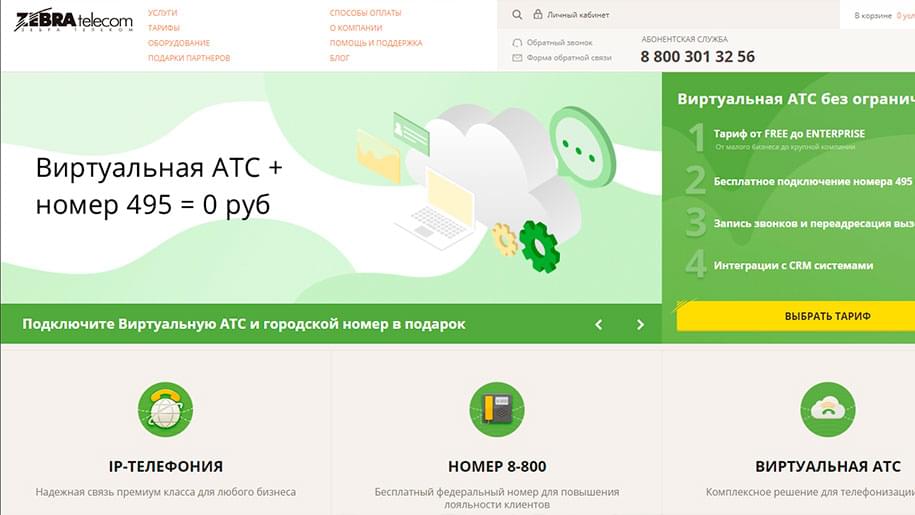 ZEBRA telecom
ЗЕБРА ТЕЛЕКОМ
УСЛУГИ
ТАРИФЫ
ОБОРУДОВАНИЕ
ПОДАРКИ ПАРТНЕРОВ
СПОСОБЫ ОПЛАТЫ
О КОМПАНИИ
ПОМОЩЬ И ПОДДЕРЖКА
БЛОГ
Личный кабинет
В корзине 0 усл
Обратный звонок
Форма обратной связи
АБОНЕНТСКАЯ СЛУЖБА
8 800 301 32 56
Виртуальная АТС +
номер 495 = 0 руб
Подключите Виртуальную АТС и городской номер в подарок
Виртуальная АТС без огранич
1 Тариф от FREE до ENTERPRISE
От малого бизнеса до крупной компании
2 Бесплатное подключение номера 495
3 Запись звонков и переадресация выз
4 Интеграции с CRM системами
ВЫБРАТЬ ТАРИФ
IP-ТЕЛЕФОНИЯ
Надежная связь премиум класса для любого бизнеса
НОМЕР 8-800
Бесплатный федеральный номер для повышения
лояльности клиентов
ВИРТУАЛЬНАЯ АТС
Комплексное решение для телефонизации